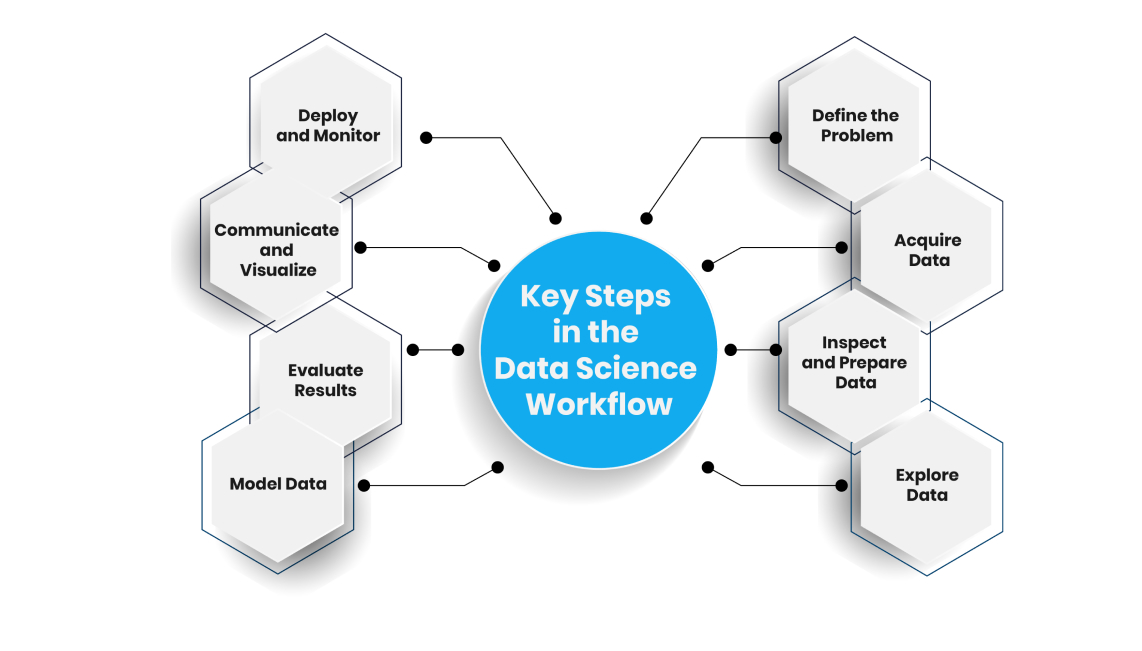 Key Steps
in the
Data Science
Workflow
Define the
Problem
Acquire
Data
Inspect
and Prepare
Data
Explore
Data
Model Data
Evaluate
Results
Communicate
and
Visualize
Deploy
and Monitor